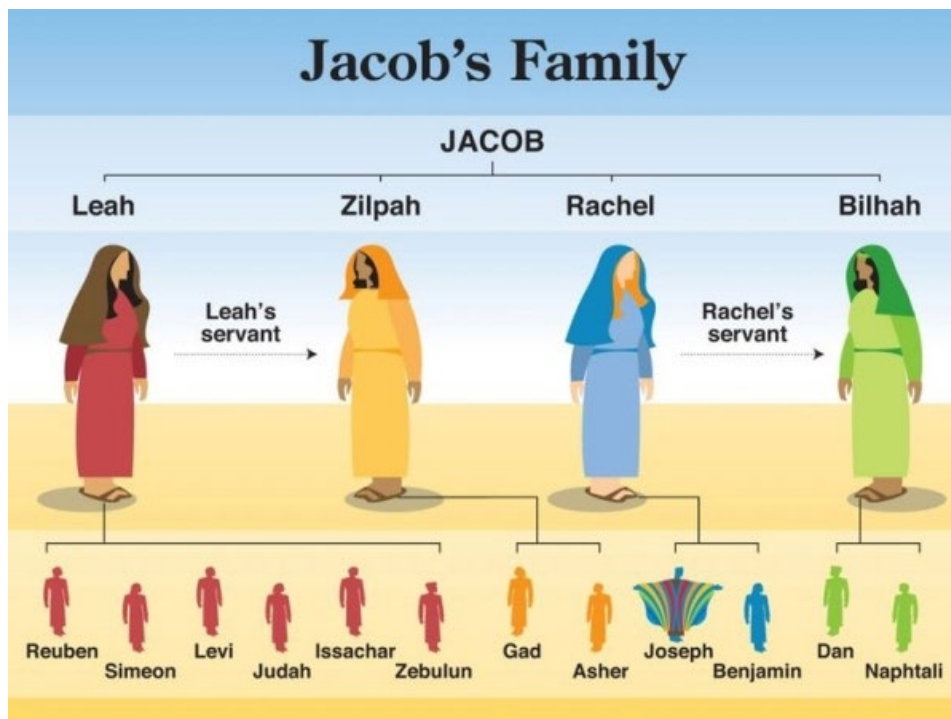 Jacob's Family
JACOB
Leah Zilpah Rachel Bilhah
Leah's
servant
Rachel's
servant
Reuben Levi Issachar Gad Joseph Dan
Simeon Judah Zebulun Asher Benjamin Naphtali